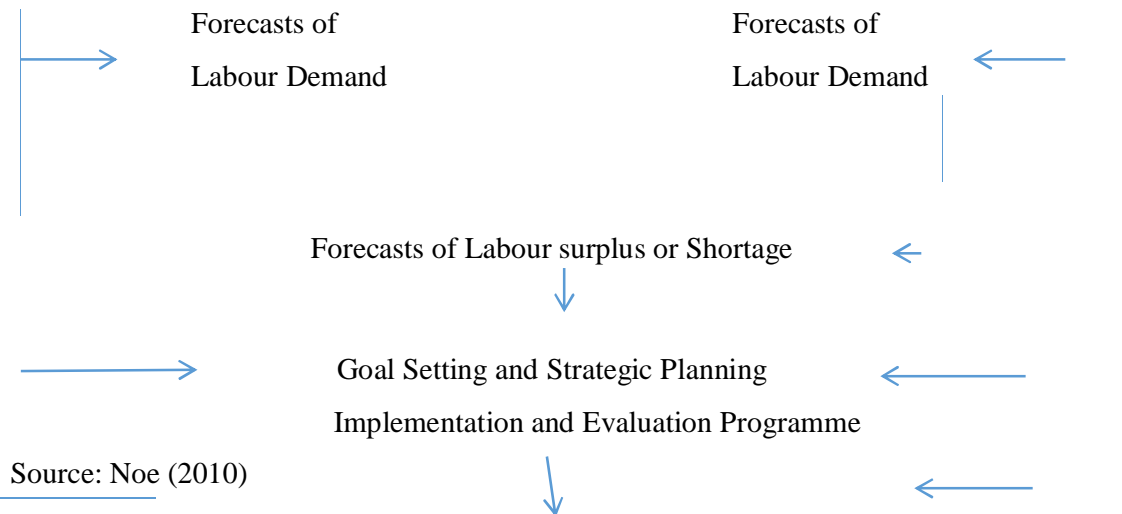 Forecasts of
Labour Demand
Forecasts of
Labour Demand
Forecasts of Labour surplus or Shortage
Goal Setting and Strategic Planning
Implementation and Evaluation Programme
Source: Noe (2010)